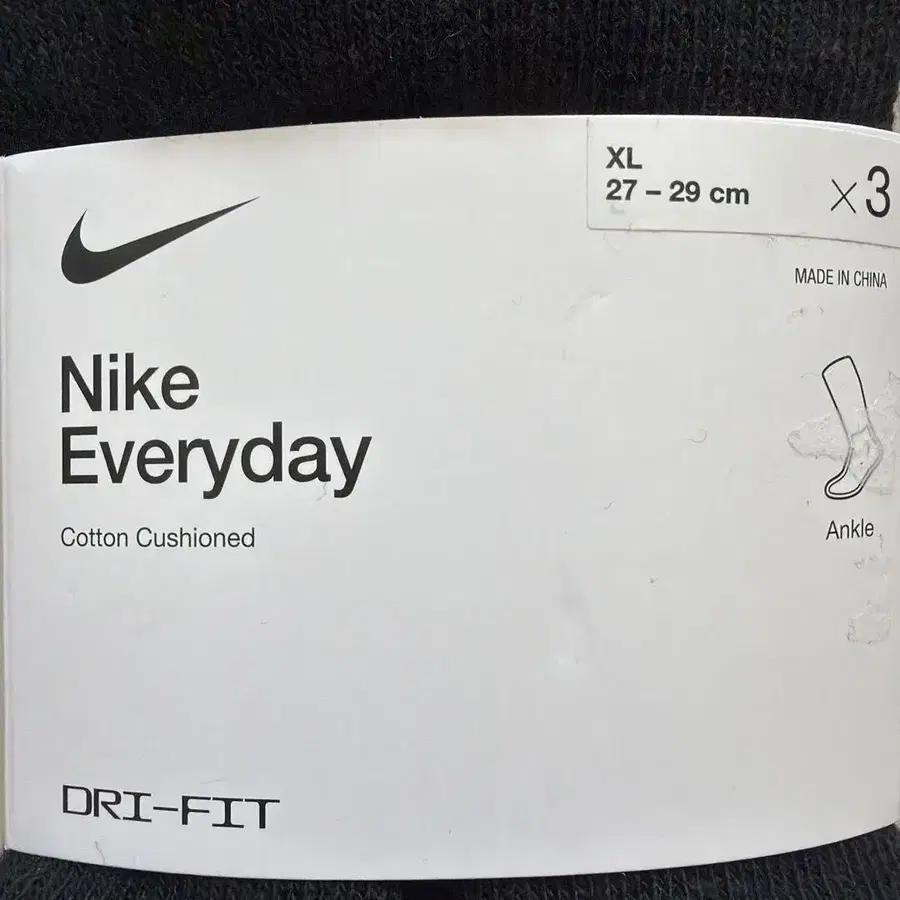 XL
27 – 29 cm
×3
MADE IN CHINA
Nike
Everyday
Cotton Cushioned
Ankle
DRI-FIT